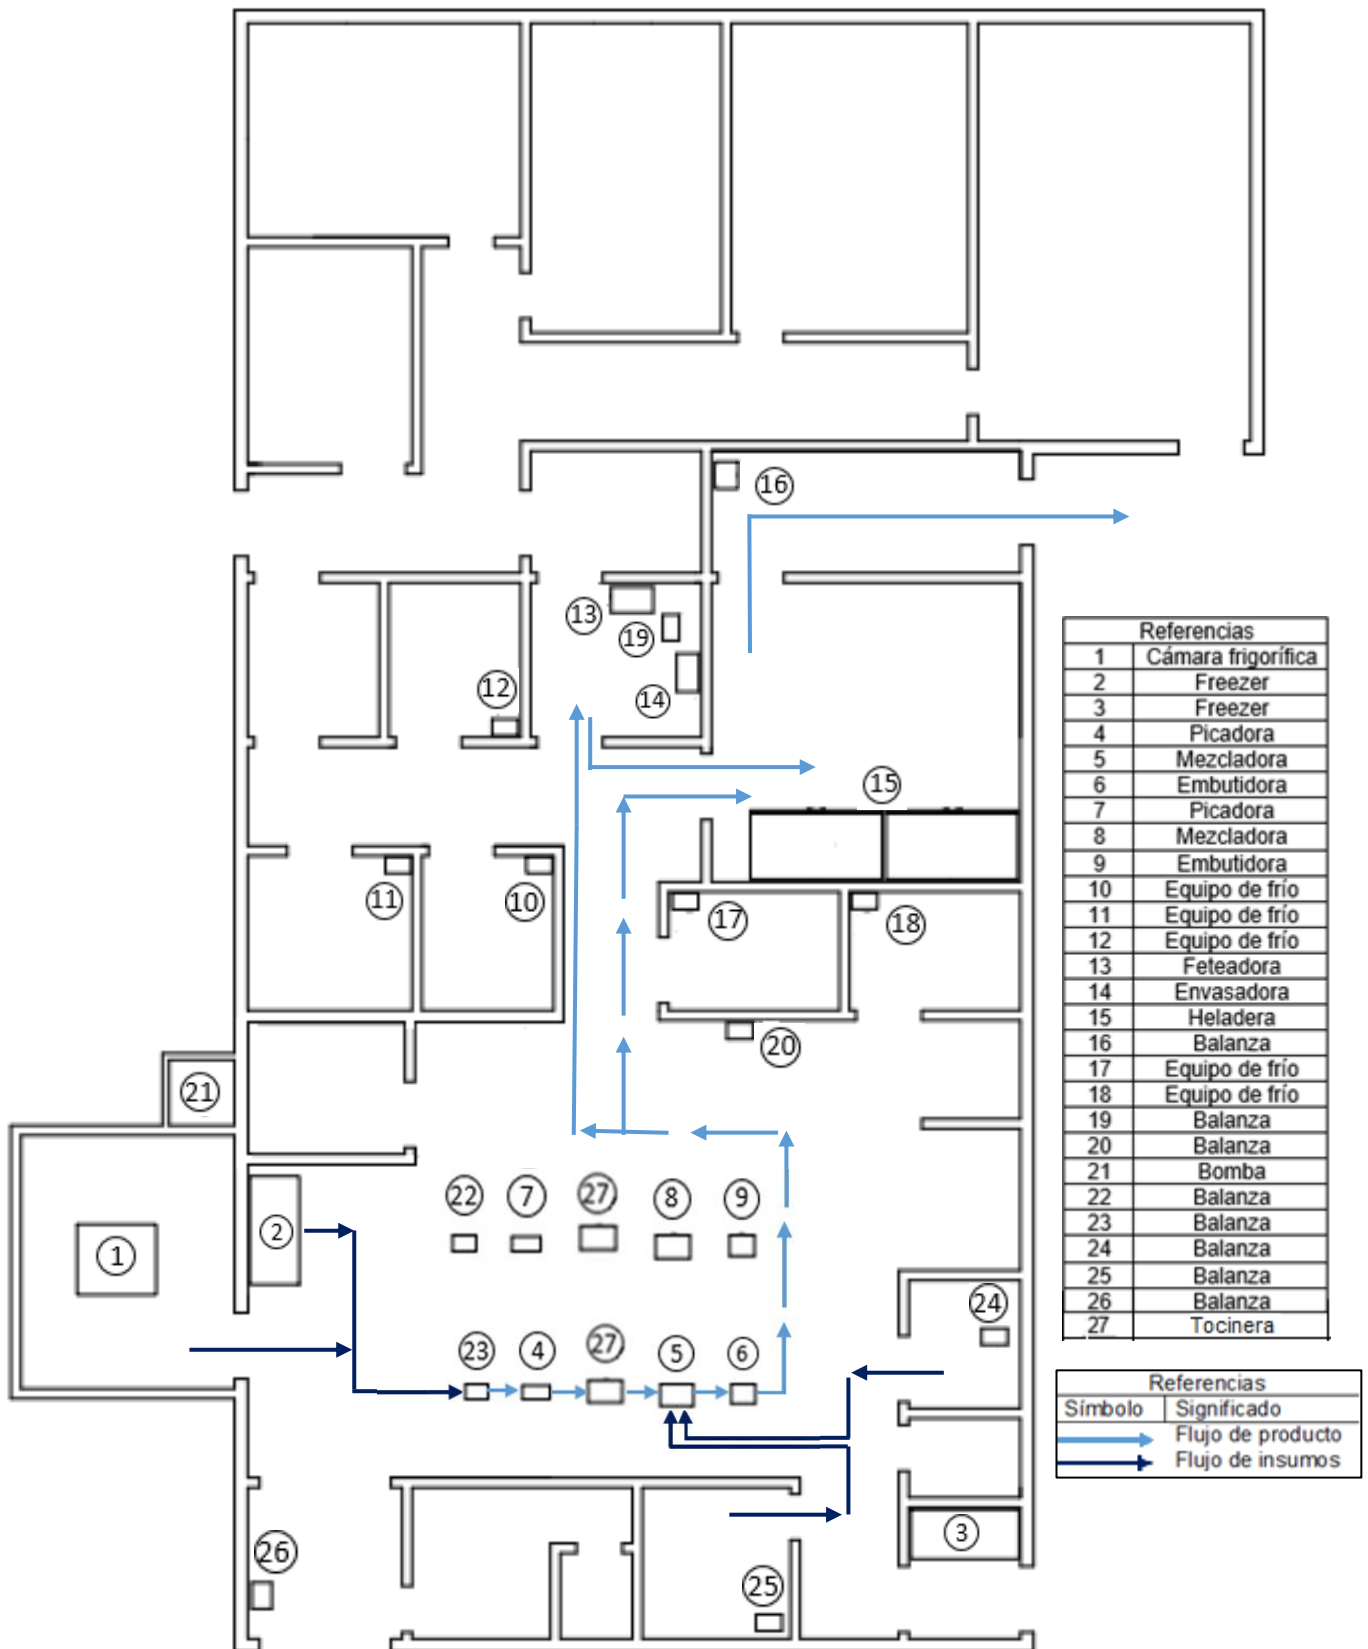 16
13
19
12
14
15
11
10
17
18
20
21
22
7
27
8
9
2
1
24
23
4
27
5
6
3
26
25
Referencias
1 Cámara frigorífica
2 Freezer
3 Freezer
4 Picadora
5 Mezcladora
6 Embutidora
7 Picadora
8 Mezcladora
9 Embutidora
10 Equipo de frío
11 Equipo de frío
12 Equipo de frío
13 Feteadora
14 Envasadora
15 Heladera
16 Balanza
17 Equipo de frío
18 Equipo de frío
19 Balanza
20 Balanza
21 Bomba
22 Balanza
23 Balanza
24 Balanza
25 Balanza
26 Balanza
27 Tocinera
Referencias
Símbolo Significado
Flujo de producto
Flujo de insumos